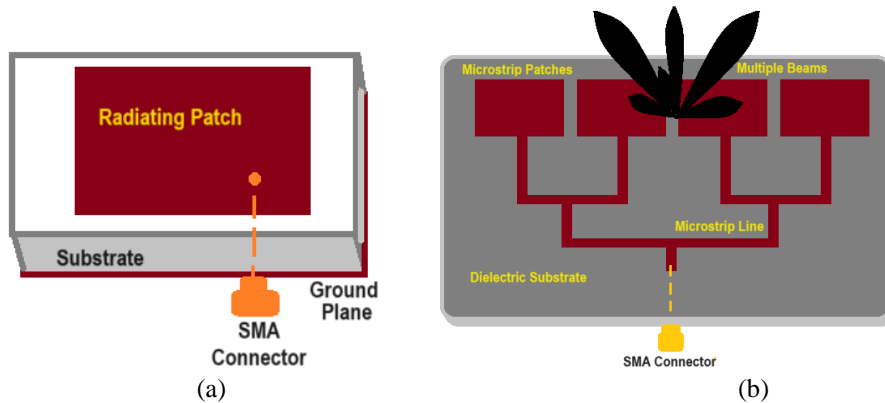 Radiating Patch
Substrate
Ground
Plane
SMA
Connector
(a)
Microstrip Patches
Multiple Beams
Microstrip Line
Dielectric Substrate
SMA Connector
(b)